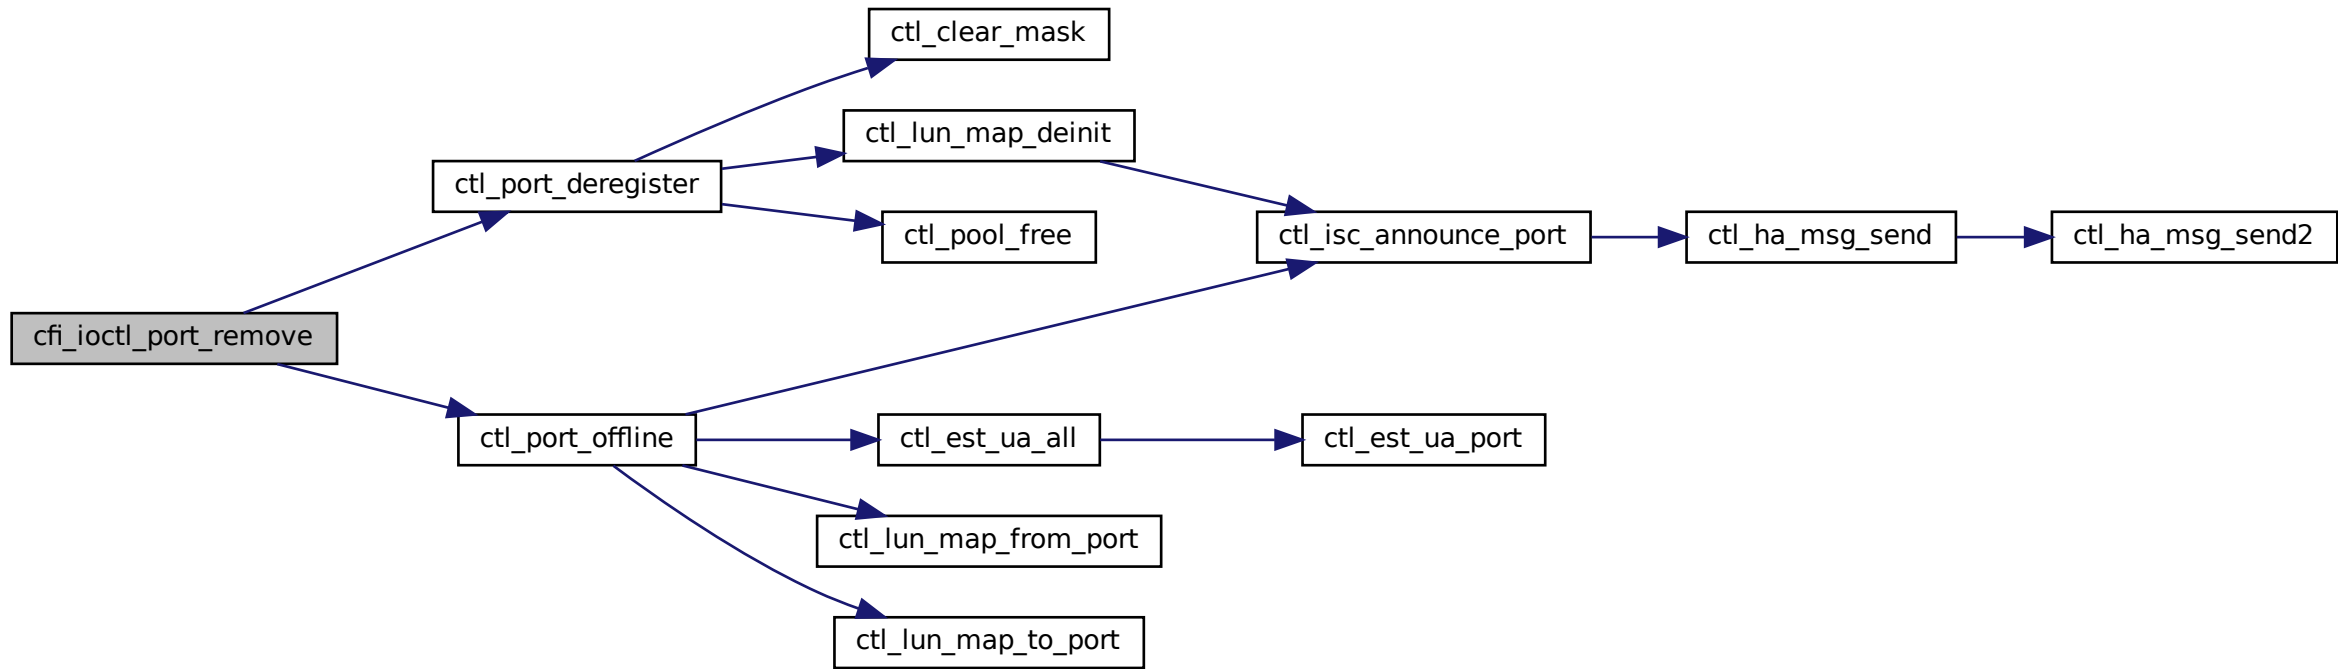 ctl_clear_mask
ctl_lun_map_deinit
ctl_port_deregister
ctl_pool_free
ctl_isc_announce_port
ctl_ha_msg_send
ctl_ha_msg_send2
cfi_ioctl_port_remove
ctl_port_offline
ctl_est_ua_all
ctl_est_ua_port
ctl_lun_map_from_port
ctl_lun_map_to_port